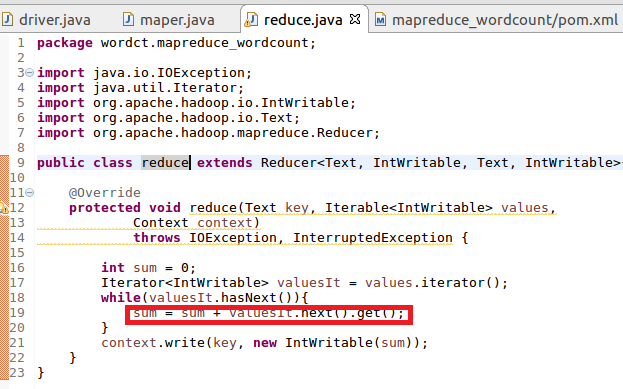 driver.java maper.java reduce.java mapreduce_wordcount/pom.xml
1 package wordct.mapreduce_wordcount;
2
3 import java.io.IOException;
4 import java.util.Iterator;
5 import org.apache.hadoop.io.IntWritable;
6 import org.apache.hadoop.io.Text;
7 import org.apache.hadoop.mapreduce.Reducer;
8
9 public class reduce extends Reducer<Text, IntWritable, Text, IntWritable>
10
11 @Override
12 protected void reduce(Text key, Iterable<IntWritable> values,
13 Context context)
14 throws IOException, InterruptedException {
15
16 int sum = 0;
17 Iterator<IntWritable> valuesIt = values.iterator();
18 while(valuesIt.hasNext()){
19 sum = sum + valuesIt.next().get();
20 }
21 context.write(key, new IntWritable(sum));
22 }
23 }